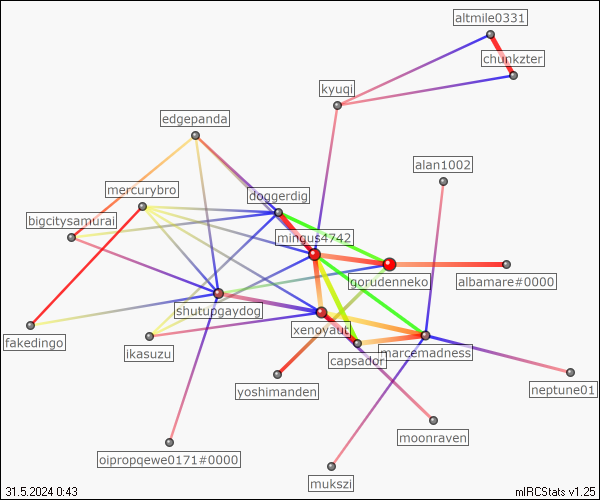 altmile0331
chunkzter
kyuqi
edgepanda
alan1002
mercurybro
doggerdig
bigcitysamurai
mingus4742
gorudenneko
albamare#0000
shutupgaydog
xenoyaut
fakedingo
ikasuzu
capsador
marcemadness
yoshimanden
neptune01
moonraven
oipropqewe0171#0000
mukszi
31.5.2024 0:43
mIRCStats v1.25